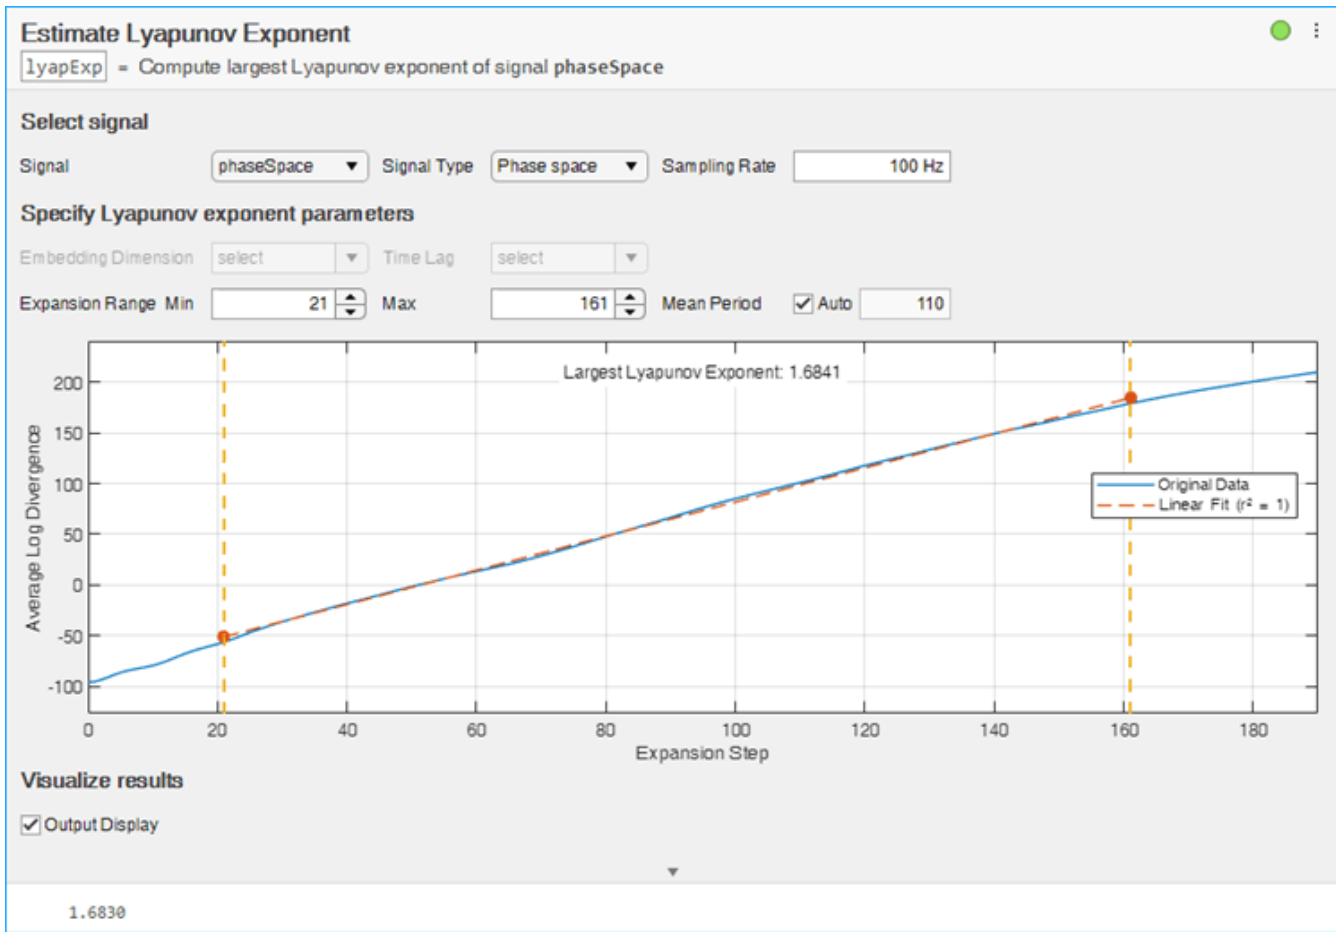 Estimate Lyapunov Exponent
lyapExp = Compute largest Lyapunov exponent of signal phaseSpace
Select signal
Signal phaseSpace Signal Type Phase space Sampling Rate 100 Hz
Specify Lyapunov exponent parameters
Embedding Dimension select Time Lag select
Expansion Range Min 21 Max 161 Mean Period Auto 110
Largest Lyapunov Exponent: 1.6841
200
150
100
50
0
-50
-100
Average Log Divergence
Original Data
Linear Fit (r² = 1)
0 20 40 60 80 100 120 140 160 180
Expansion Step
Visualize results
Output Display
1.6830